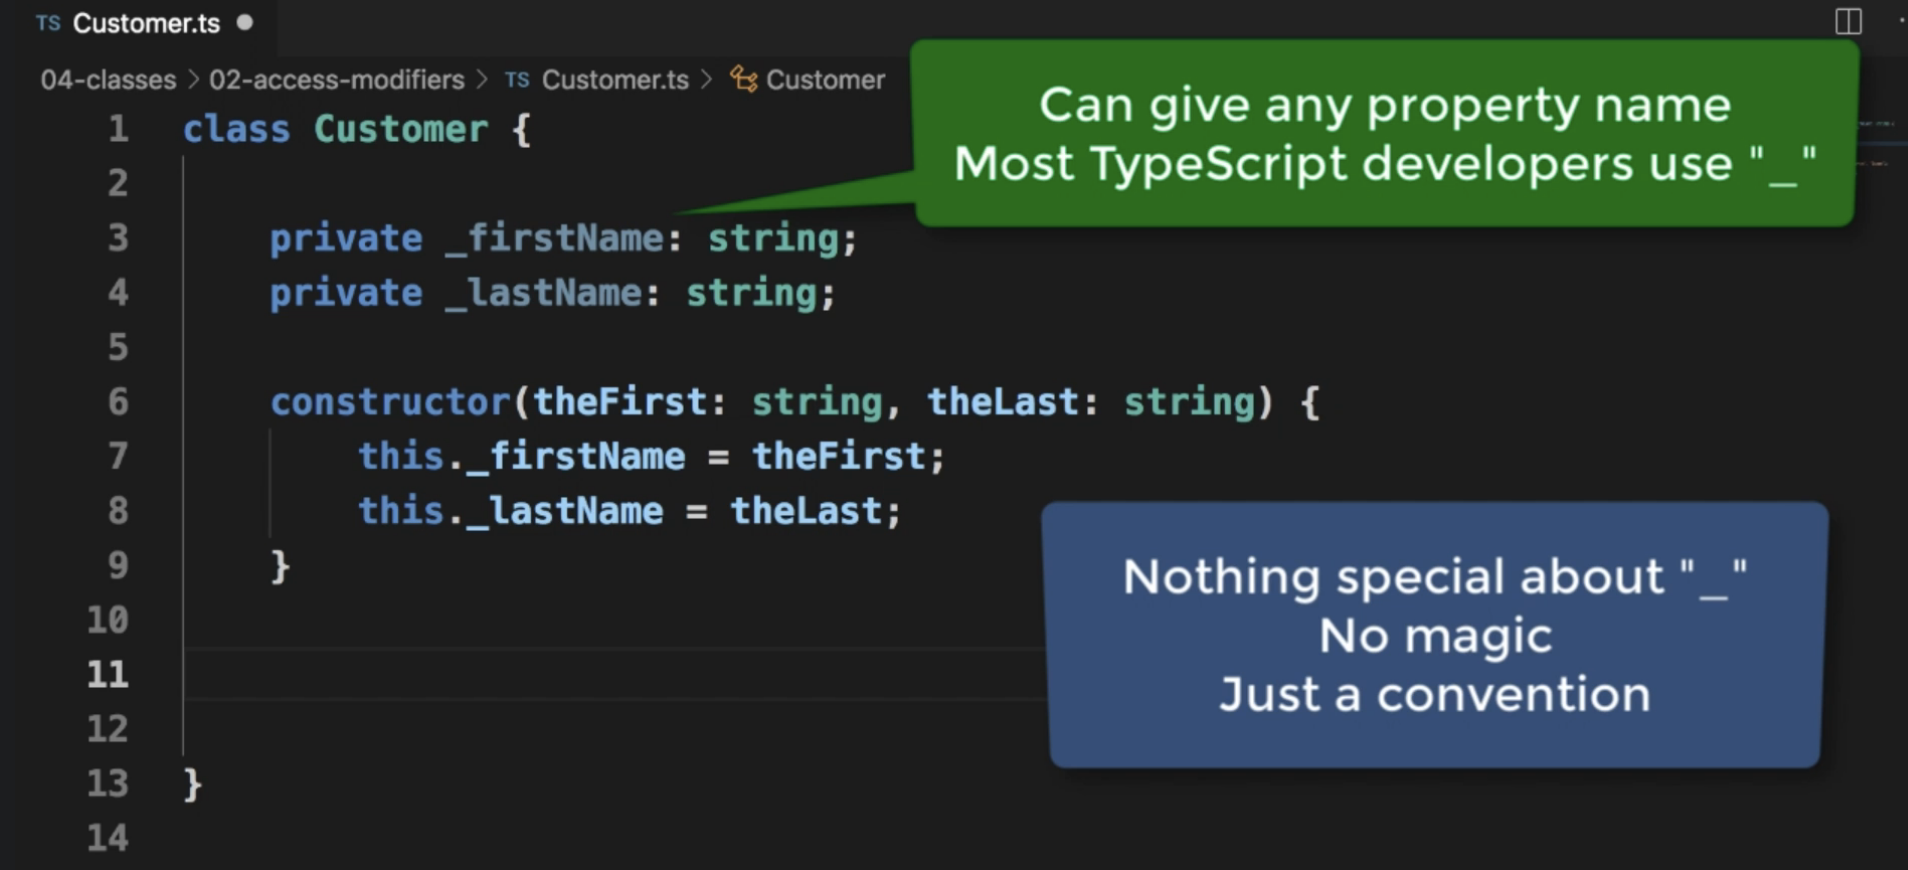 TS Customer.ts
04-classes > 02-access-modifiers > TS Customer.ts > Customer
Can give any property name
Most TypeScript developers use "_"
1 class Customer {
2
3     private _firstName: string;
4     private _lastName: string;
5
6     constructor(theFirst: string, theLast: string) {
7         this._firstName = theFirst;
8         this._lastName = theLast;
9     }
10
11
12
13 }
14
Nothing special about "_"
No magic
Just a convention